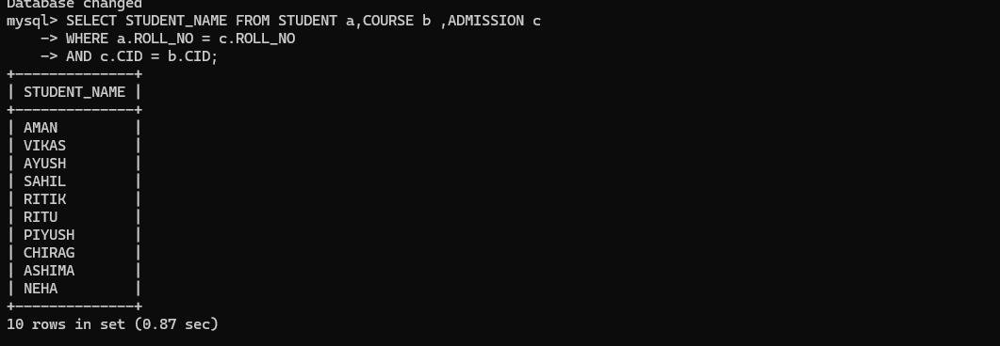 Database changed
mysql> SELECT STUDENT_NAME FROM STUDENT a,COURSE b ,ADMISSION c
    -> WHERE a.ROLL_NO = c.ROLL_NO
    -> AND c.CID = b.CID;
+--------------+
| STUDENT_NAME |
+--------------+
| AMAN         |
| VIKAS        |
| AYUSH        |
| SAHIL        |
| RITIK        |
| RITU         |
| PIYUSH       |
| CHIRAG       |
| ASHIMA       |
| NEHA         |
+--------------+
10 rows in set (0.87 sec)